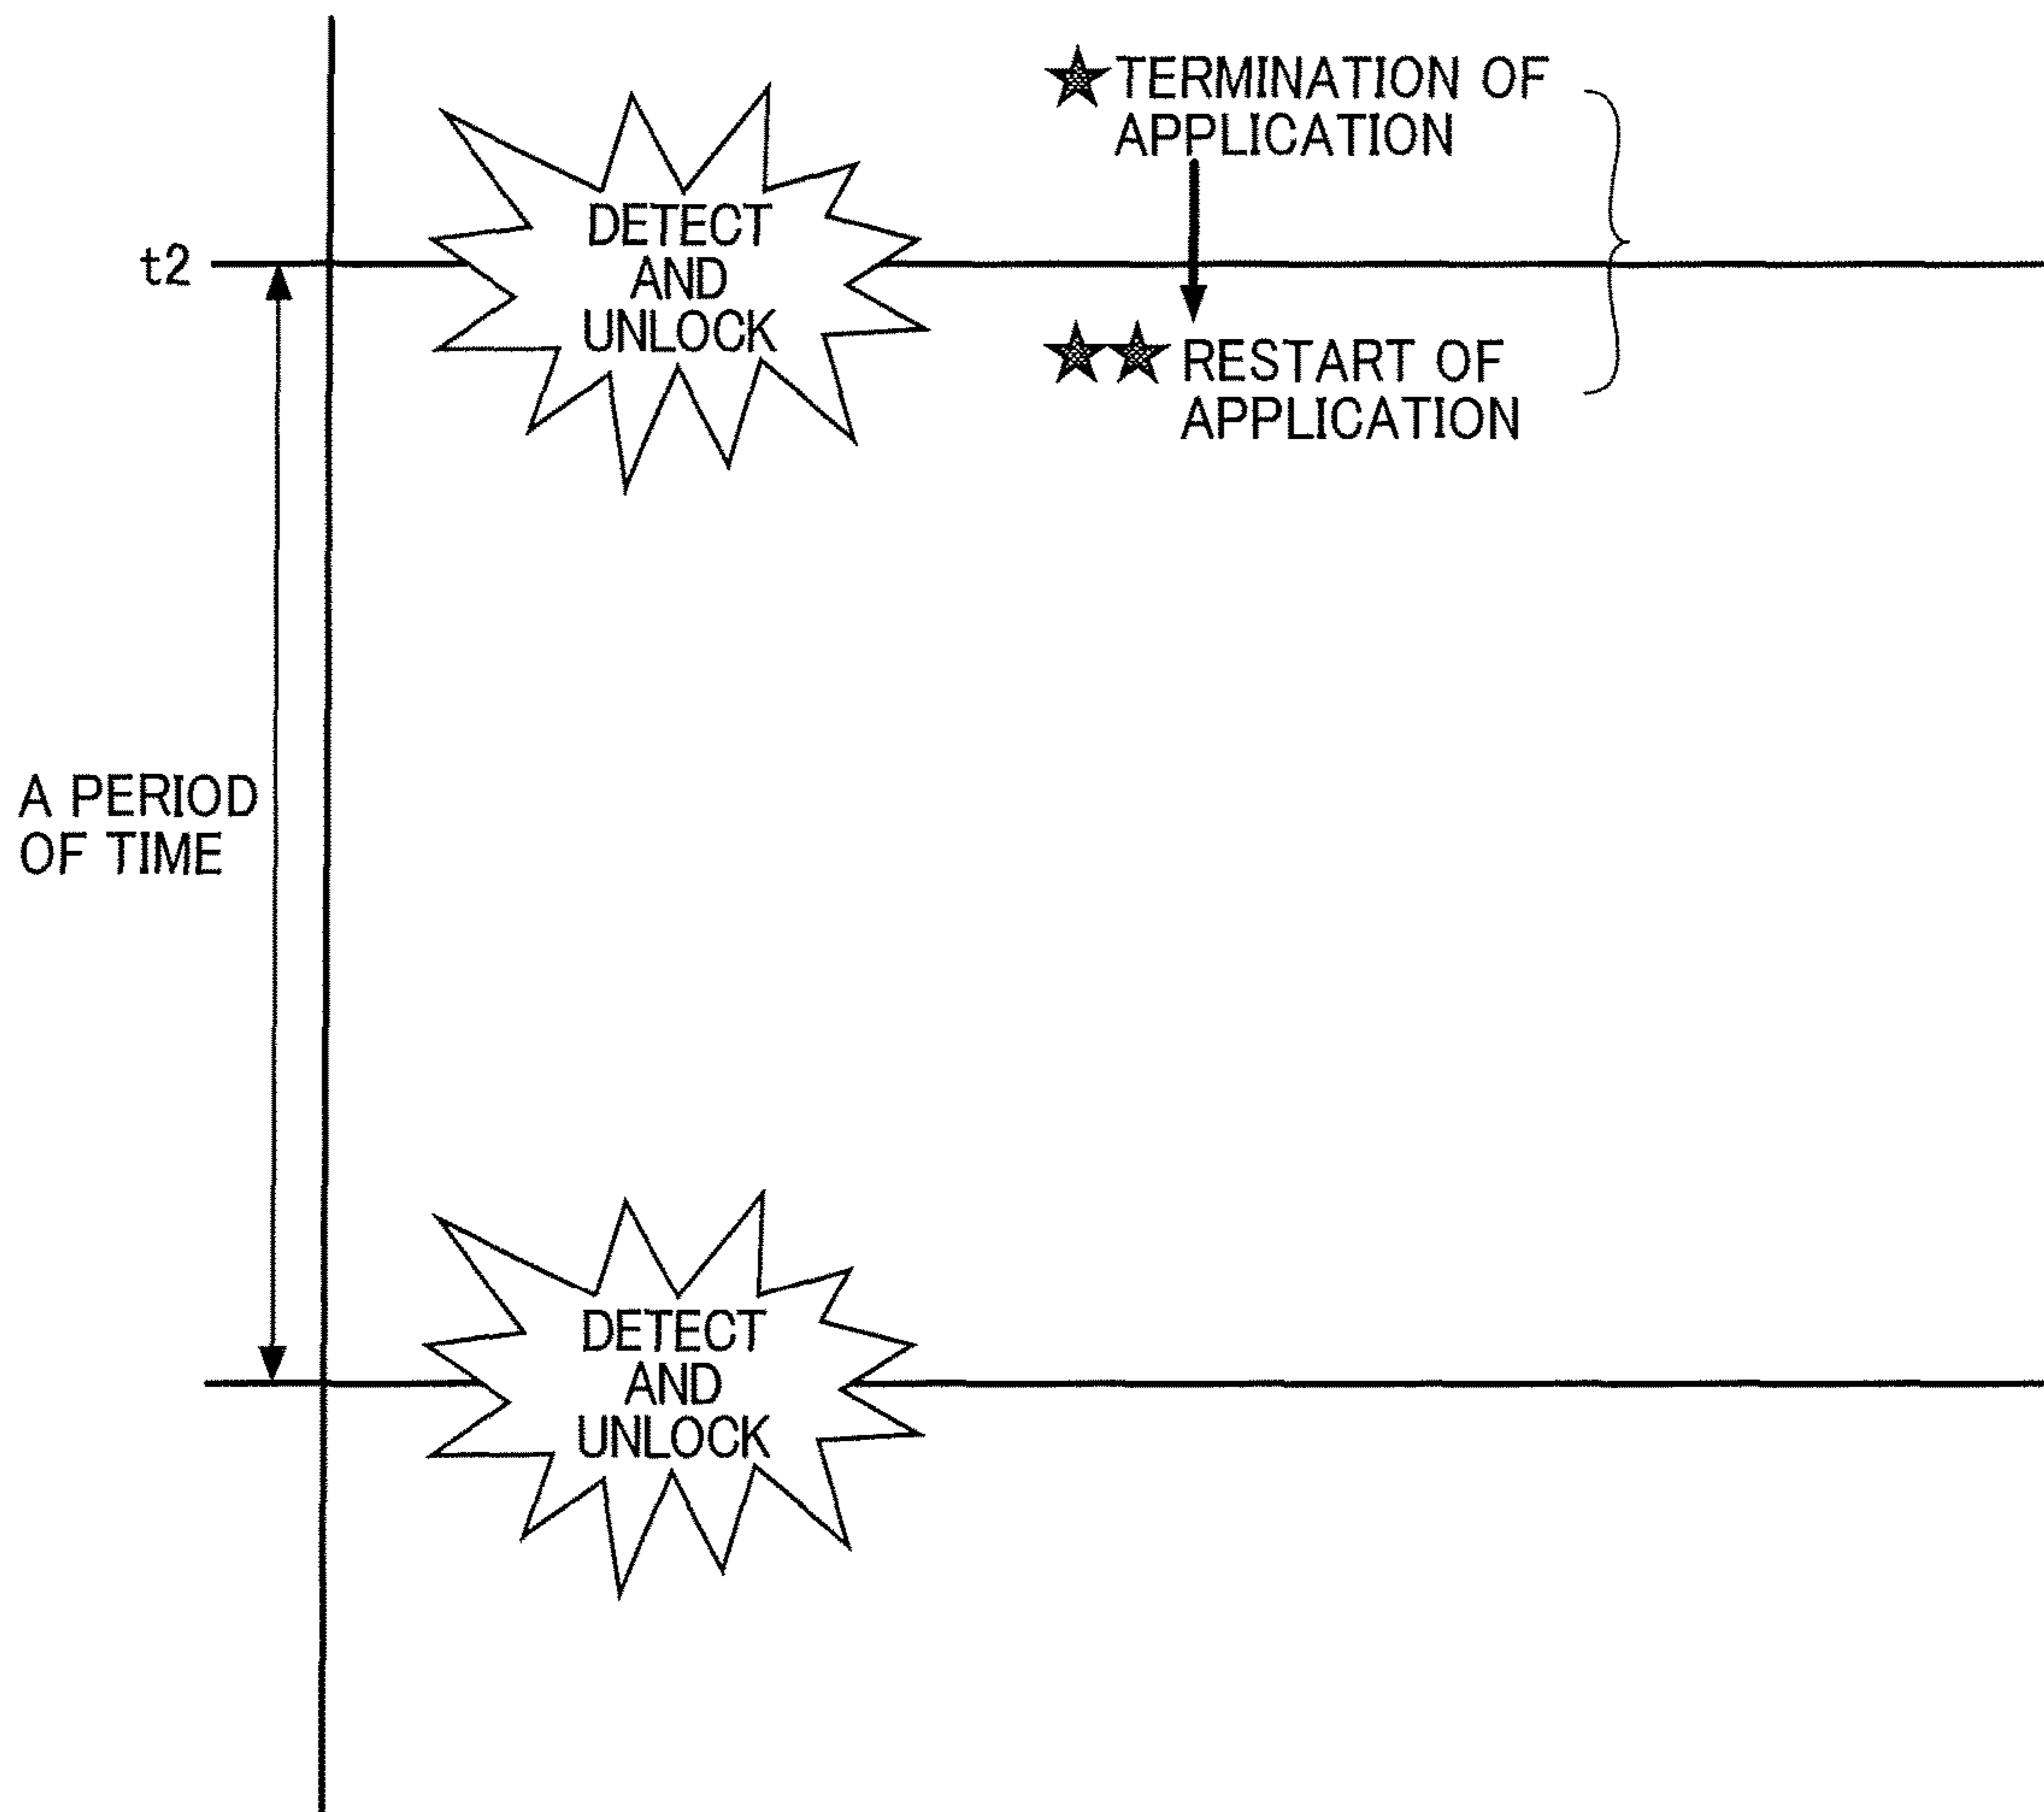 ★TERMINATION OF
APPLICATION
DETECT
AND
UNLOCK
t2
★★RESTART OF
APPLICATION
A PERIOD
OF TIME
DETECT
AND
UNLOCK